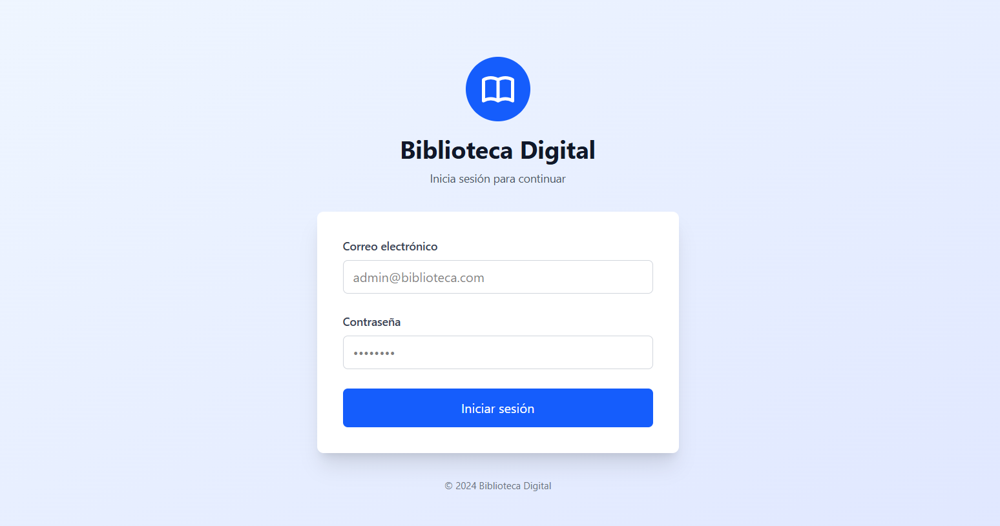 Biblioteca Digital
Inicia sesión para continuar
Correo electrónico
admin@biblioteca.com
Contraseña
••••••••
Iniciar sesión
© 2024 Biblioteca Digital